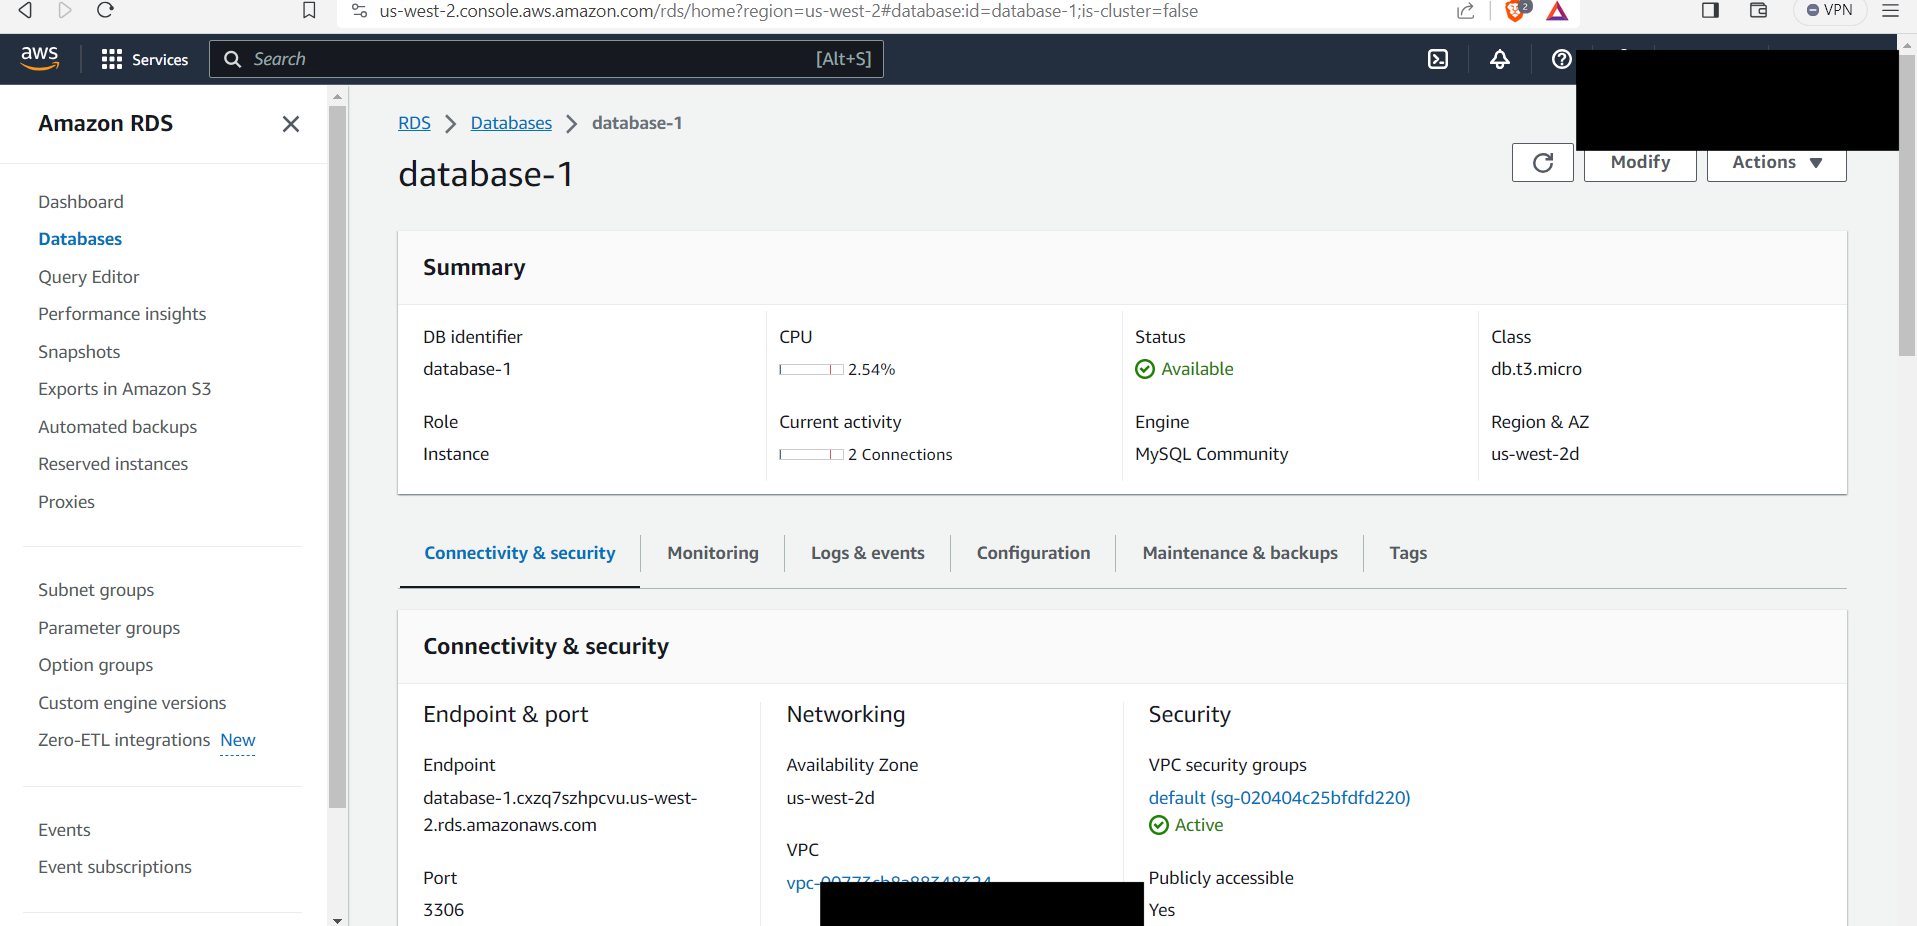 us-west-2.console.aws.amazon.com/rds/home?region=us-west-2#database:id=database-1;is-cluster=false
2
VPN
aws
Services
Search
[Alt+S]
Amazon RDS
Dashboard
Databases
Query Editor
Performance insights
Snapshots
Exports in Amazon S3
Automated backups
Reserved instances
Proxies
Subnet groups
Parameter groups
Option groups
Custom engine versions
Zero-ETL integrations New
Events
Event subscriptions
RDS > Databases > database-1
database-1
Modify
Actions
Summary
DB identifier
database-1
CPU
2.54%
Status
Available
Class
db.t3.micro
Role
Instance
Current activity
2 Connections
Engine
MySQL Community
Region & AZ
us-west-2d
Connectivity & security
Monitoring
Logs & events
Configuration
Maintenance & backups
Tags
Connectivity & security
Endpoint & port
Endpoint
database-1.cxzq7szhpcvu.us-west-
2.rds.amazonaws.com
Port
3306
Networking
Availability Zone
us-west-2d
VPC
Security
VPC security groups
default (sg-020404c25bfdfd220)
Active
Publicly accessible
Yes